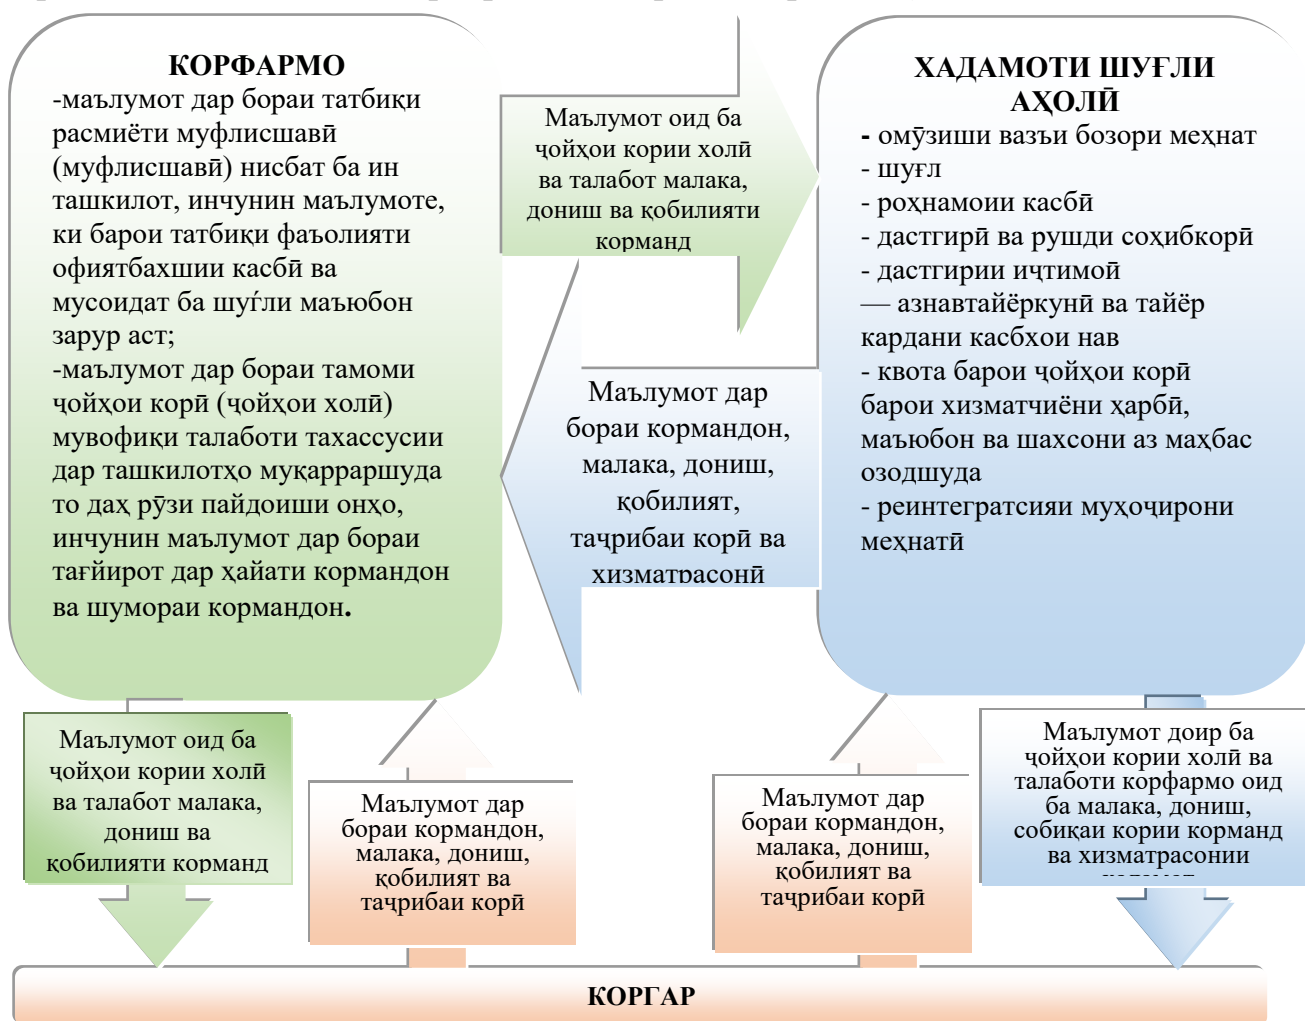 КОРФАРМО
-маълумот дар бораи татбиқи
расмиёти муфлисшавӣ
(муфлисшавӣ) нисбат ба ин
ташкилот, инчунин маълумоте,
ки барои татбиқи фаъолияти
офиятбахшии касбӣ ва
мусоидат ба шуѓли маъюбон
зарур аст;
-маълумот дар бораи тамоми
ҷойҳои корӣ (ҷойҳои холӣ)
мувофиқи талаботи тахассусии
дар ташкилотҳо муқарраршуда
то даҳ рӯзи пайдоиши онҳо,
инчунин маълумот дар бораи
тағйирот дар ҳайати кормандон
ва шумораи кормандон.
Маълумот оид ба
ҷойҳои кории холӣ
ва талабот малака,
дониш ва қобилияти
корманд
Маълумот дар
бораи кормандон,
малака, дониш,
қобилият,
таҷрибаи корӣ ва
хизматрасонӣ
ХАДАМОТИ ШУҒЛИ
АҲОЛӢ
- омӯзиши вазъи бозори меҳнат
- шуғл
- роҳнамоии касбӣ
- дастгирӣ ва рушди соҳибкорӣ
- дастгирии иҷтимоӣ
— азнавтайёркунӣ ва тайёр
кардани касбхои нав
- квота барои ҷойҳои корӣ
барои хизматчиёни ҳарбӣ,
маъюбон ва шахсони аз маҳбас
озодшуда
- реинтегратсияи муҳоҷирони
меҳнатӣ
Маълумот оид ба
ҷойҳои кории холӣ
ва талабот малака,
дониш ва
қобилияти корманд
Маълумот дар
бораи кормандон,
малака, дониш,
қобилият ва
таҷрибаи корӣ
Маълумот дар
бораи кормандон,
малака, дониш,
қобилият ва
таҷрибаи корӣ
Маълумот доир ба
ҷойҳои кории холӣ ва
талаботи корфармо оид
ба малака, дониш,
собиқаи кории корманд
ва хизматрасонии
КОРГАР